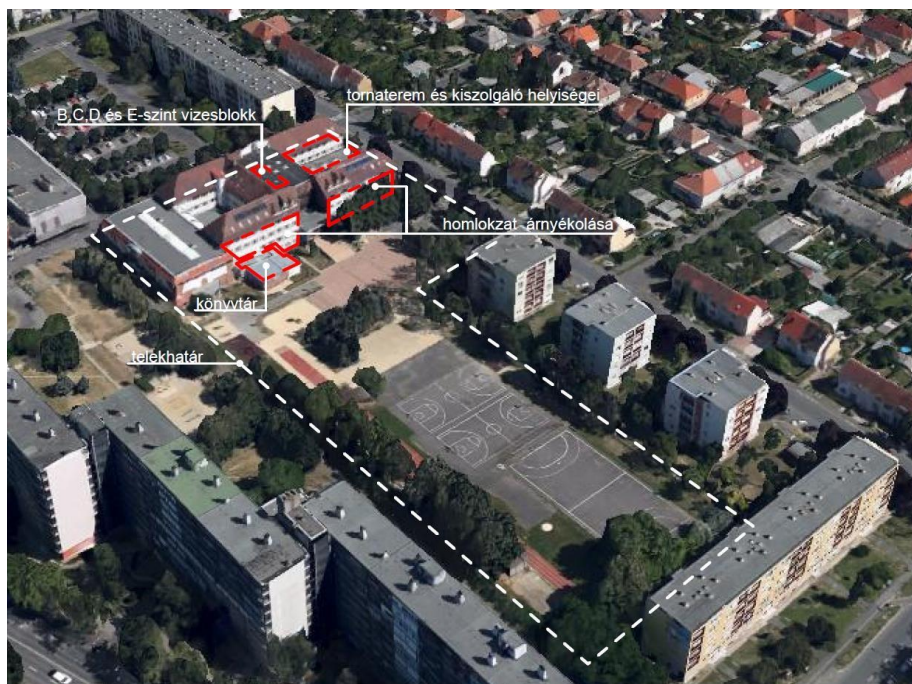 tornaterem és kiszolgáló helyiségei
B,C,D és E-szint vizesblokk
homlokzat árnyékolása
könyvtár
telekhatár